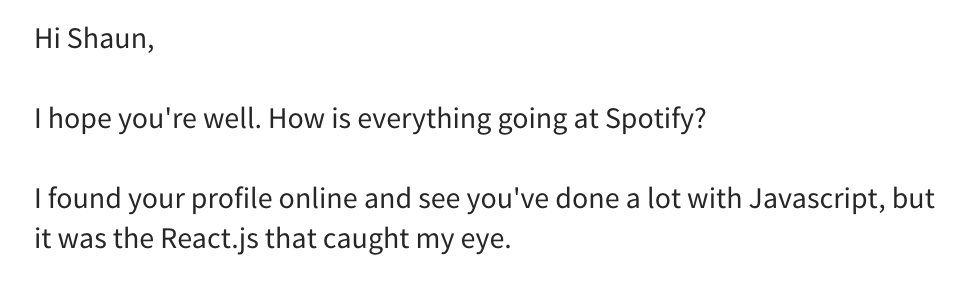 Hi Shaun,
I hope you're well. How is everything going at Spotify?
I found your profile online and see you've done a lot with Javascript, but
it was the React.js that caught my eye.